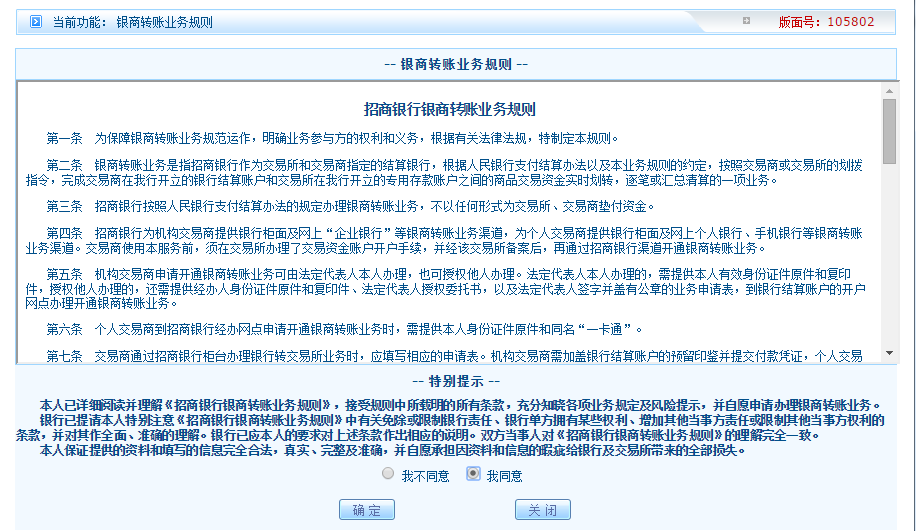 当前功能： 银商转账业务规则
版面号：105802
-- 银商转账业务规则 --
招商银行银商转账业务规则
第一条 为保障银商转账业务规范运作，明确业务参与方的权利和义务，根据有关法律法规，特制定本规则。
第二条 银商转账业务是指招商银行作为交易所和交易商指定的结算银行，根据人民银行支付结算办法以及本业务规则的约定，按照交易商或交易所的划拨
指令，完成交易商在我行开立的银行结算账户和交易所在我行开立的专用存款账户之间的商品交易资金实时划转，逐笔或汇总清算的一项业务。
第三条 招商银行按照人民银行支付结算办法的规定办理银商转账业务，不以任何形式为交易所、交易商垫付资金。
第四条 招商银行为机构交易商提供银行柜面及网上“企业银行”等银商转账业务渠道，为个人交易商提供银行柜面及网上个人银行、手机银行等银商转账
业务渠道。交易商使用本服务前，须在交易所办理了交易资金账户开户手续，并经该交易所备案后，再通过招商银行渠道开通银商转账业务。
第五条 机构交易商申请开通银商转账业务可由法定代表人本人办理，也可授权他人办理。法定代表人本人办理的，需提供本人有效身份证件原件和复印
件，授权他人办理的，还需提供经办人身份证件原件和复印件、法定代表人授权委托书，以及法定代表人签字并盖有公章的业务申请表，到银行结算账户的开户
网点办理开通银商转账业务。
第六条 个人交易商到招商银行经办网点申请开通银商转账业务时，需提供本人身份证件原件和同名“一卡通”。
第七条 交易商通过招商银行柜台办理银行转交易所业务时，应填写相应的申请表。机构交易商需加盖银行结算账户的预留印鉴并提交付款凭证，个人交易
-- 特别提示 --
本人已详细阅读并理解《招商银行银商转账业务规则》，接受规则中所载明的所有条款，充分知晓各项业务规定及风险提示，并自愿申请办理银商转账业务。
银行已提请本人特别注意《招商银行银商转账业务规则》中有关免除或限制银行责任、银行单方拥有某些权利、增加其他当事方责任或限制其他当事方权利的
条款，并对其作全面、准确的理解。银行已应本人的要求对上述条款作出相应的说明。双方当事人对《招商银行银商转账业务规则》的理解完全一致。
本人保证提供的资料和填写的信息完全合法，真实、完整及准确，并自愿承担因资料和信息的瑕疵给银行及交易所带来的全部损失。
我不同意 我同意
确 定 关 闭